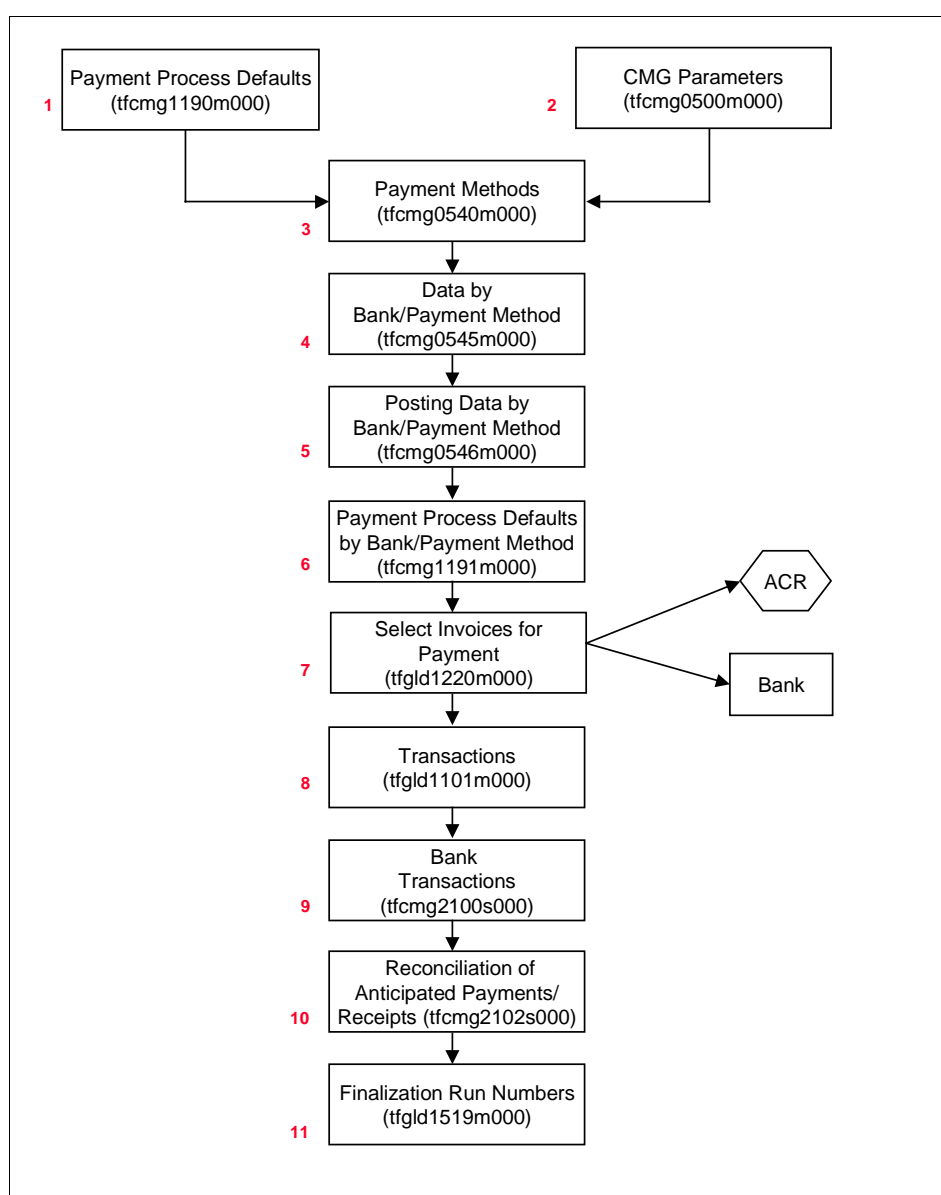 Payment Process Defaults
(tfcmg1190m000)
1
CMG Parameters
(tfcmg0500m000)
2
Payment Methods
(tfcmg0540m000)
3
Data by
Bank/Payment Method
(tfcmg0545m000)
4
Posting Data by
Bank/Payment Method
(tfcmg0546m000)
5
Payment Process Defaults
by Bank/Payment Method
(tfcmg1191m000)
6
ACR
Select Invoices for
Payment
(tfgld1220m000)
7
Bank
Transactions
(tfgld1101m000)
8
Bank
Transactions
(tfcmg2100s000)
9
Reconciliation of
Anticipated Payments/
Receipts (tfcmg2102s000)
10
Finalization Run Numbers
(tfgld1519m000)
11